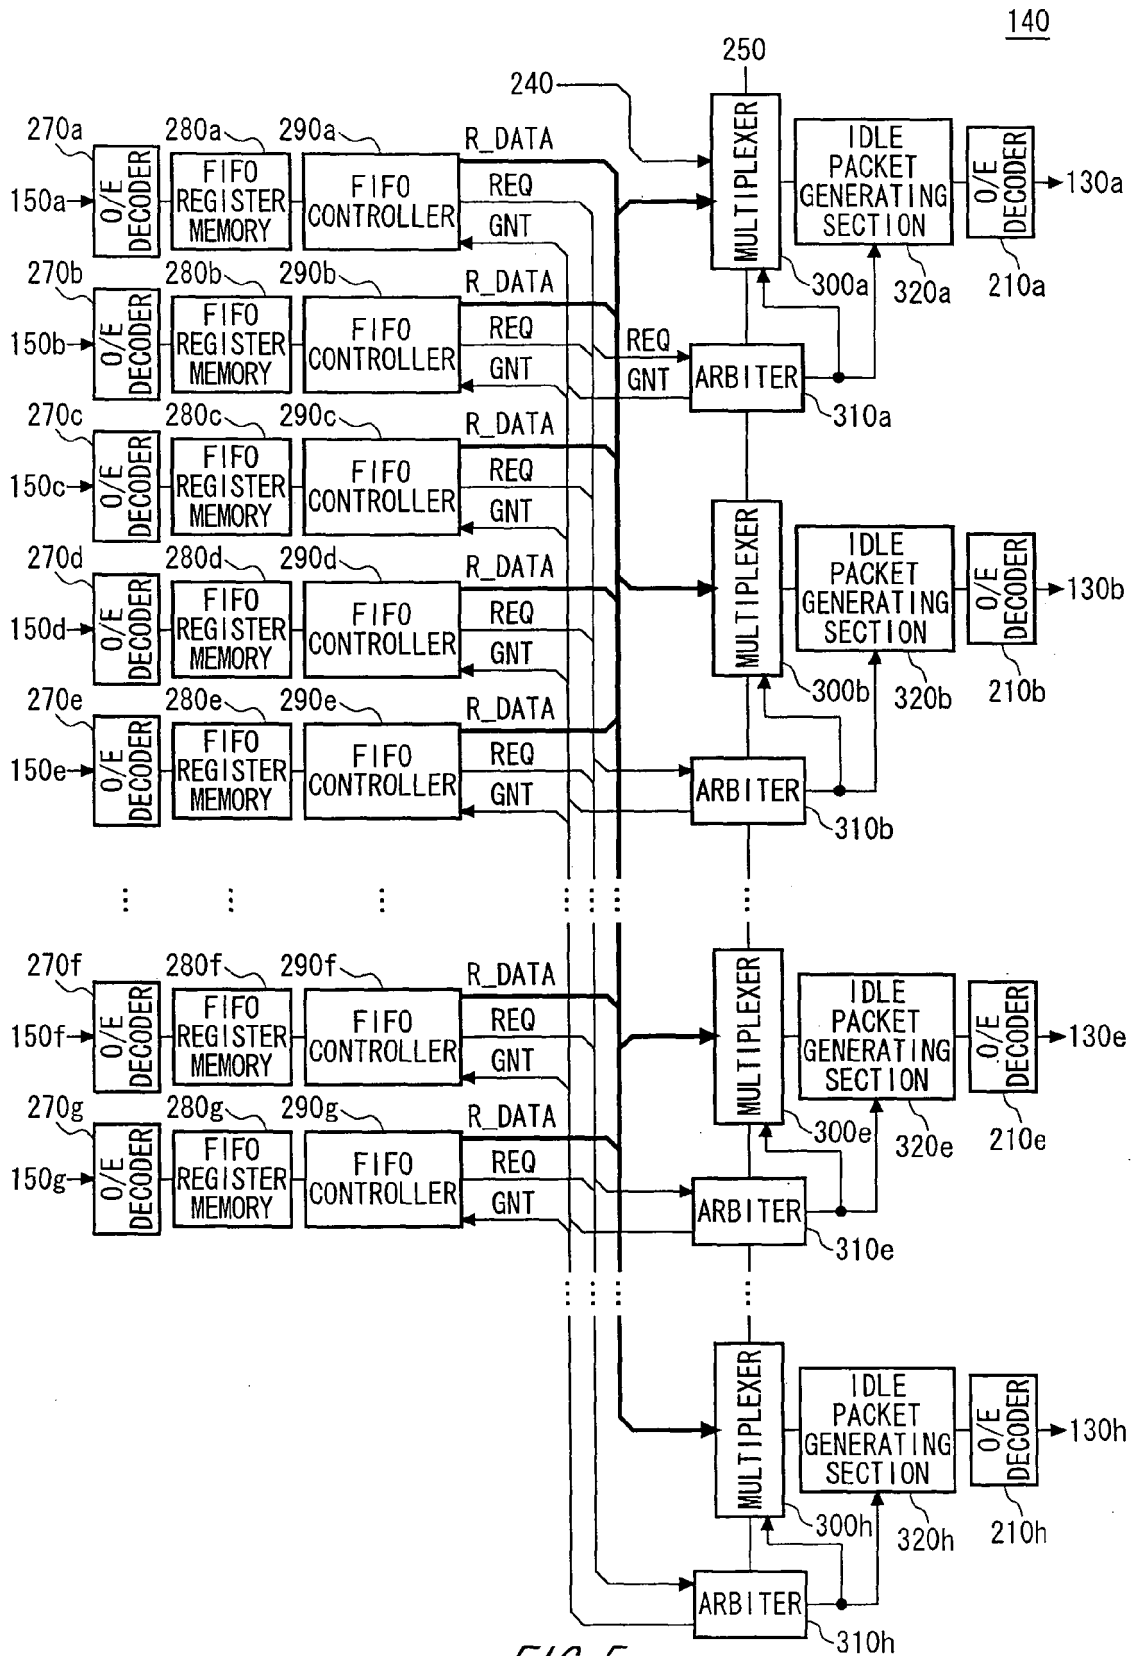 140
250
240
270a
280a
290a
R_DATA
150a
O/E DECODER
FIFO REGISTER MEMORY
FIFO CONTROLLER
REQ
GNT
MULTIPLEXER
IDLE PACKET GENERATING SECTION
O/E DECODER
130a
300a
320a
210a
270b
280b
290b
R_DATA
150b
O/E DECODER
FIFO REGISTER MEMORY
FIFO CONTROLLER
REQ
GNT
REQ
GNT
ARBITER
310a
270c
280c
290c
R_DATA
150c
O/E DECODER
FIFO REGISTER MEMORY
FIFO CONTROLLER
REQ
GNT
270d
280d
290d
R_DATA
150d
O/E DECODER
FIFO REGISTER MEMORY
FIFO CONTROLLER
REQ
GNT
MULTIPLEXER
IDLE PACKET GENERATING SECTION
O/E DECODER
130b
300b
320b
210b
270e
280e
290e
R_DATA
150e
O/E DECODER
FIFO REGISTER MEMORY
FIFO CONTROLLER
REQ
GNT
ARBITER
310b
270f
280f
290f
R_DATA
150f
O/E DECODER
FIFO REGISTER MEMORY
FIFO CONTROLLER
REQ
GNT
MULTIPLEXER
IDLE PACKET GENERATING SECTION
O/E DECODER
130e
300e
320e
210e
270g
280g
290g
R_DATA
150g
O/E DECODER
FIFO REGISTER MEMORY
FIFO CONTROLLER
REQ
GNT
ARBITER
310e
MULTIPLEXER
IDLE PACKET GENERATING SECTION
O/E DECODER
130h
300h
320h
210h
ARBITER
310h